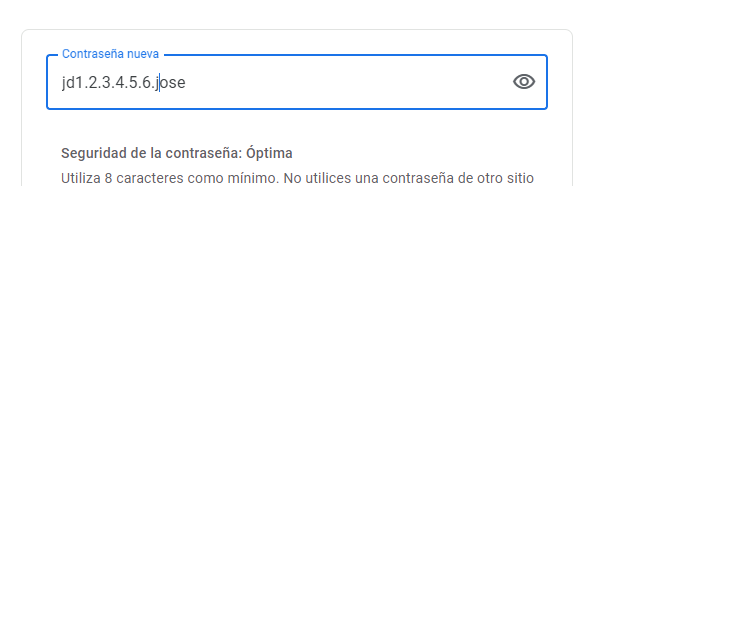 Contraseña nueva
jd1.2.3.4.5.6.jose
Seguridad de la contraseña: Óptima
Utiliza 8 caracteres como mínimo. No utilices una contraseña de otro sitio